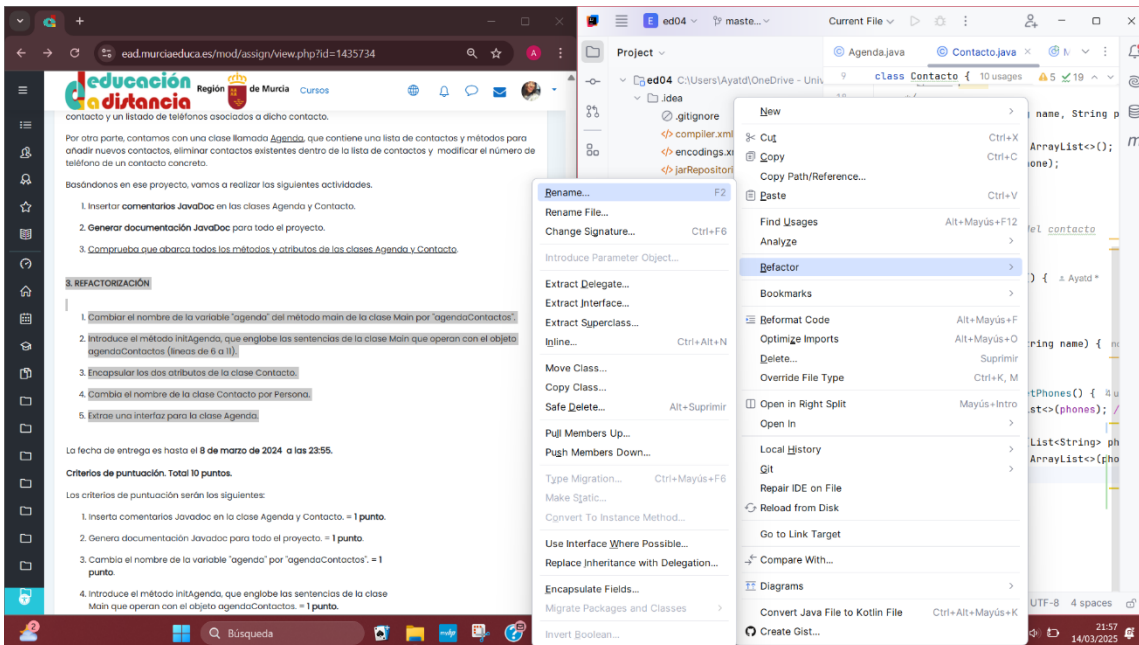 ead.murciaeduca.es/mod/assign/view.php?id=1435734
A
educación
a distancia
Región de Murcia
Cursos
contacto y un listado de teléfonos asociados a dicho contacto.
Por otra parte, contamos con una clase llamada Agenda, que contiene una lista de contactos y métodos para
añadir nuevos contactos, eliminar contactos existentes dentro de la lista de contactos y modificar el número de
teléfono de un contacto concreto.
Basándonos en ese proyecto, vamos a realizar las siguientes actividades.
1. Insertar comentarios JavaDoc en las clases Agenda y Contacto.
2. Generar documentación JavaDoc para todo el proyecto.
3. Comprueba que abarca todos los métodos y atributos de las clases Agenda y Contacto.
3. REFACTORIZACIÓN
1. Cambiar el nombre de la variable "agenda" del método main de la clase Main por "agendaContactos".
2. Introduce el método initAgenda, que englobe las sentencias de la clase Main que operan con el objeto
agendaContactos (líneas de 6 a 11).
3. Encapsular los dos atributos de la clase Contacto.
4. Cambia el nombre de la clase Contacto por Persona.
5. Extrae una interfaz para la clase Agenda.
La fecha de entrega es hasta el 8 de marzo de 2024 a las 23:55.
Criterios de puntuación. Total 10 puntos.
Los criterios de puntuación serán los siguientes:
1. Inserta comentarios Javadoc en la clase Agenda y Contacto. = 1 punto.
2. Genera documentación Javadoc para todo el proyecto. = 1 punto.
3. Cambia el nombre de la variable "agenda" por "agendaContactos". = 1
punto.
4. Introduce el método initAgenda, que englobe las sentencias de la clase
Main que operan con el objeto agendaContactos. = 1 punto.
2
Búsqueda
E ed04 maste... Current File
Project
Agenda.java Contacto.java M
ed04 C:\Users\Ayatd\OneDrive - Univ
.idea
.gitignore
compiler.xml
encodings.x
jarRepositori
9 class Contacto { 10 usages 5 19
name, String p
ArrayList<>();
one);
del contacto
() { Ayatd *
ring name) {
tPhones() {
st<>(phones); /
List<String> ph
ArrayList<>(pho
Rename... F2
Rename File...
Change Signature... Ctrl+F6
Introduce Parameter Object...
Extract Delegate...
Extract Interface...
Extract Superclass...
Inline... Ctrl+Alt+N
Move Class...
Copy Class...
Safe Delete... Alt+Suprimir
Pull Members Up...
Push Members Down...
Type Migration... Ctrl+Mayús+F6
Make Static...
Convert To Instance Method...
Use Interface Where Possible...
Replace Inheritance with Delegation...
Encapsulate Fields...
Migrate Packages and Classes
Invert Boolean...
New
Cut Ctrl+X
Copy Ctrl+C
Copy Path/Reference...
Paste Ctrl+V
Find Usages Alt+Mayús+F12
Analyze
Refactor
Bookmarks
Reformat Code Alt+Mayús+F
Optimize Imports Alt+Mayús+O
Delete... Suprimir
Override File Type Ctrl+K, M
Open in Right Split Mayús+Intro
Open In
Local History
Git
Repair IDE on File
Reload from Disk
Go to Link Target
Compare With...
Diagrams
Convert Java File to Kotlin File Ctrl+Alt+Mayús+K
Create Gist...
UTF-8 4 spaces
21:57
14/03/2025